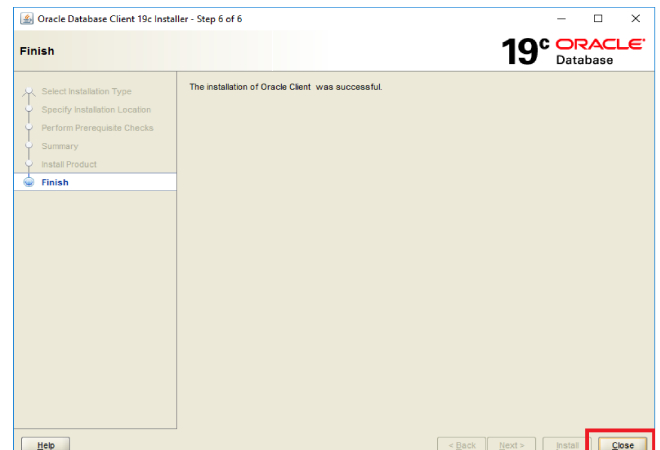 Oracle Database Client 19c Installer - Step 6 of 6
Finish
19c ORACLE
Database
Select Installation Type
Specify Installation Location
Perform Prerequisite Checks
Summary
Install Product
Finish
The installation of Oracle Client was successful.
Help
< Back
Next >
Install
Close